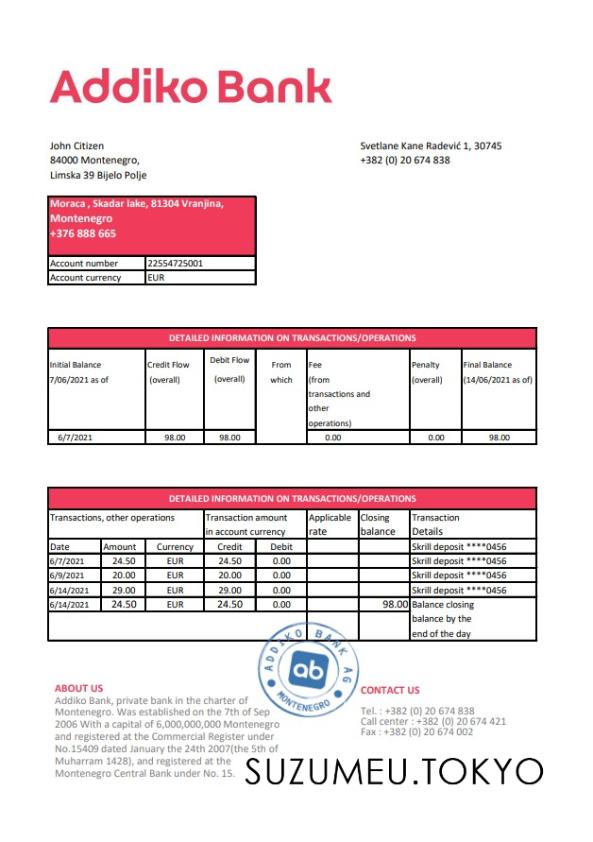 Addiko Bank
John Citizen
84000 Montenegro,
Limska 39 Bijelo Polje
Svetlane Kane Radević 1, 30745
+382 (0) 20 674 838
Moraca , Skadar lake, 81304 Vranjina,
Montenegro
+376 888 665
Account number 22554725001
Account currency EUR
DETAILED INFORMATION ON TRANSACTIONS/OPERATIONS
Initial Balance
7/06/2021 as of
Credit Flow
(overall)
Debit Flow
(overall)
From
which
Fee
(from
transactions and
other
operations)
Penalty
(overall)
Final Balance
(14/06/2021 as of)
6/7/2021 98.00 98.00 0.00 0.00 98.00
DETAILED INFORMATION ON TRANSACTIONS/OPERATIONS
Transactions, other operations
Transaction amount
in account currency
Applicable
rate
Closing
balance
Transaction
Details
Date Amount Currency Credit Debit Skrill deposit ****0456
6/7/2021 24.50 EUR 24.50 0.00 Skrill deposit ****0456
6/9/2021 20.00 EUR 20.00 0.00 Skrill deposit ****0456
6/14/2021 29.00 EUR 29.00 0.00 Skrill deposit ****0456
6/14/2021 24.50 EUR 24.50 0.00 98.00 Balance closing
balance by the
end of the day
ADDIKO BANK AG
ab
MONTENEGRO
ABOUT US
Addiko Bank, private bank in the charter of
Montenegro. Was established on the 7th of Sep
2006 With a capital of 6,000,000,000 Montenegro
and registered at the Commercial Register under
No.15409 dated January the 24th 2007(the 5th of
Muharram 1428), and registered at the
Montenegro Central Bank under No. 15.
CONTACT US
Tel. : +382 (0) 20 674 838
Call center : +382 (0) 20 674 421
Fax : +382 (0) 20 674 002
SUZUMEU.TOKYO